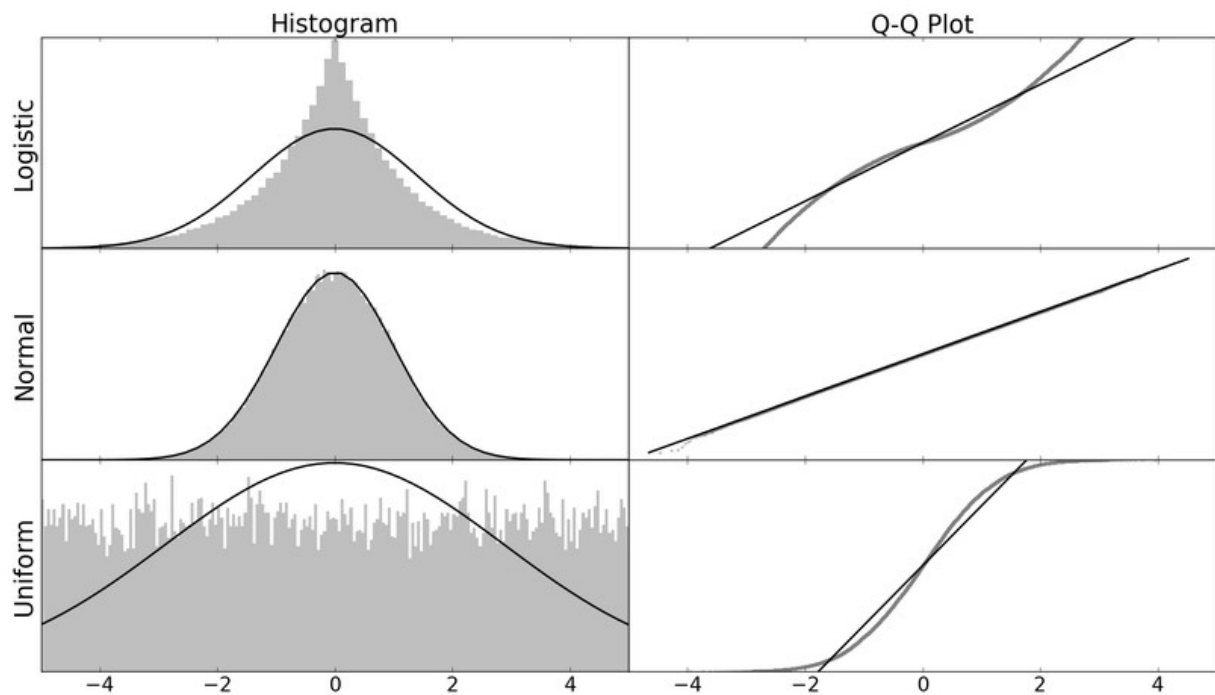 Histogram
Q-Q Plot
Logistic
Normal
Uniform
−4 −2 0 2 4
−4 −2 0 2 4